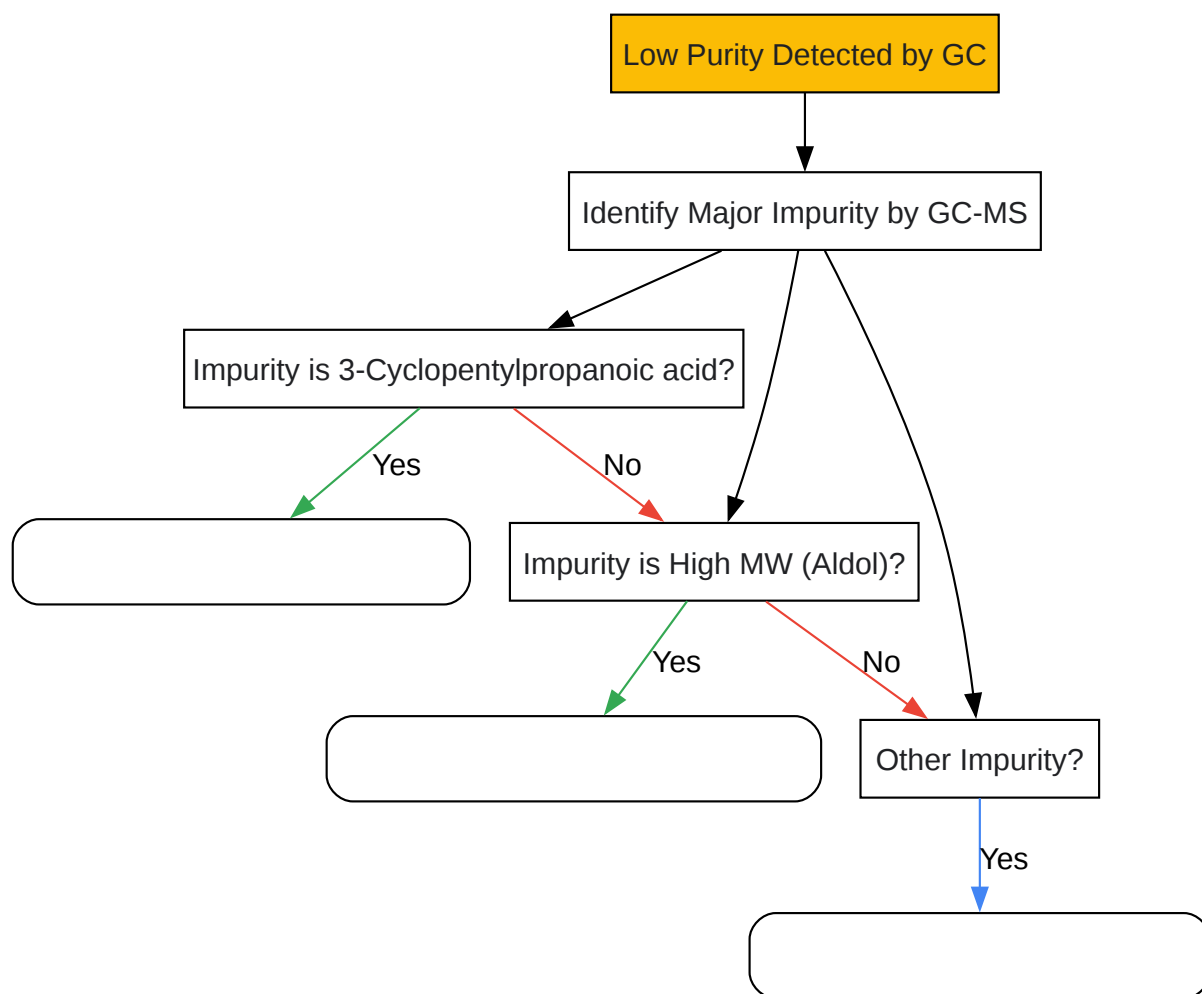 Low Purity Detected by GC
Identify Major Impurity by GC-MS
Impurity is 3-Cyclopentylpropanoic acid?
Yes
No
Impurity is High MW (Aldol)?
Yes
No
Other Impurity?
Yes